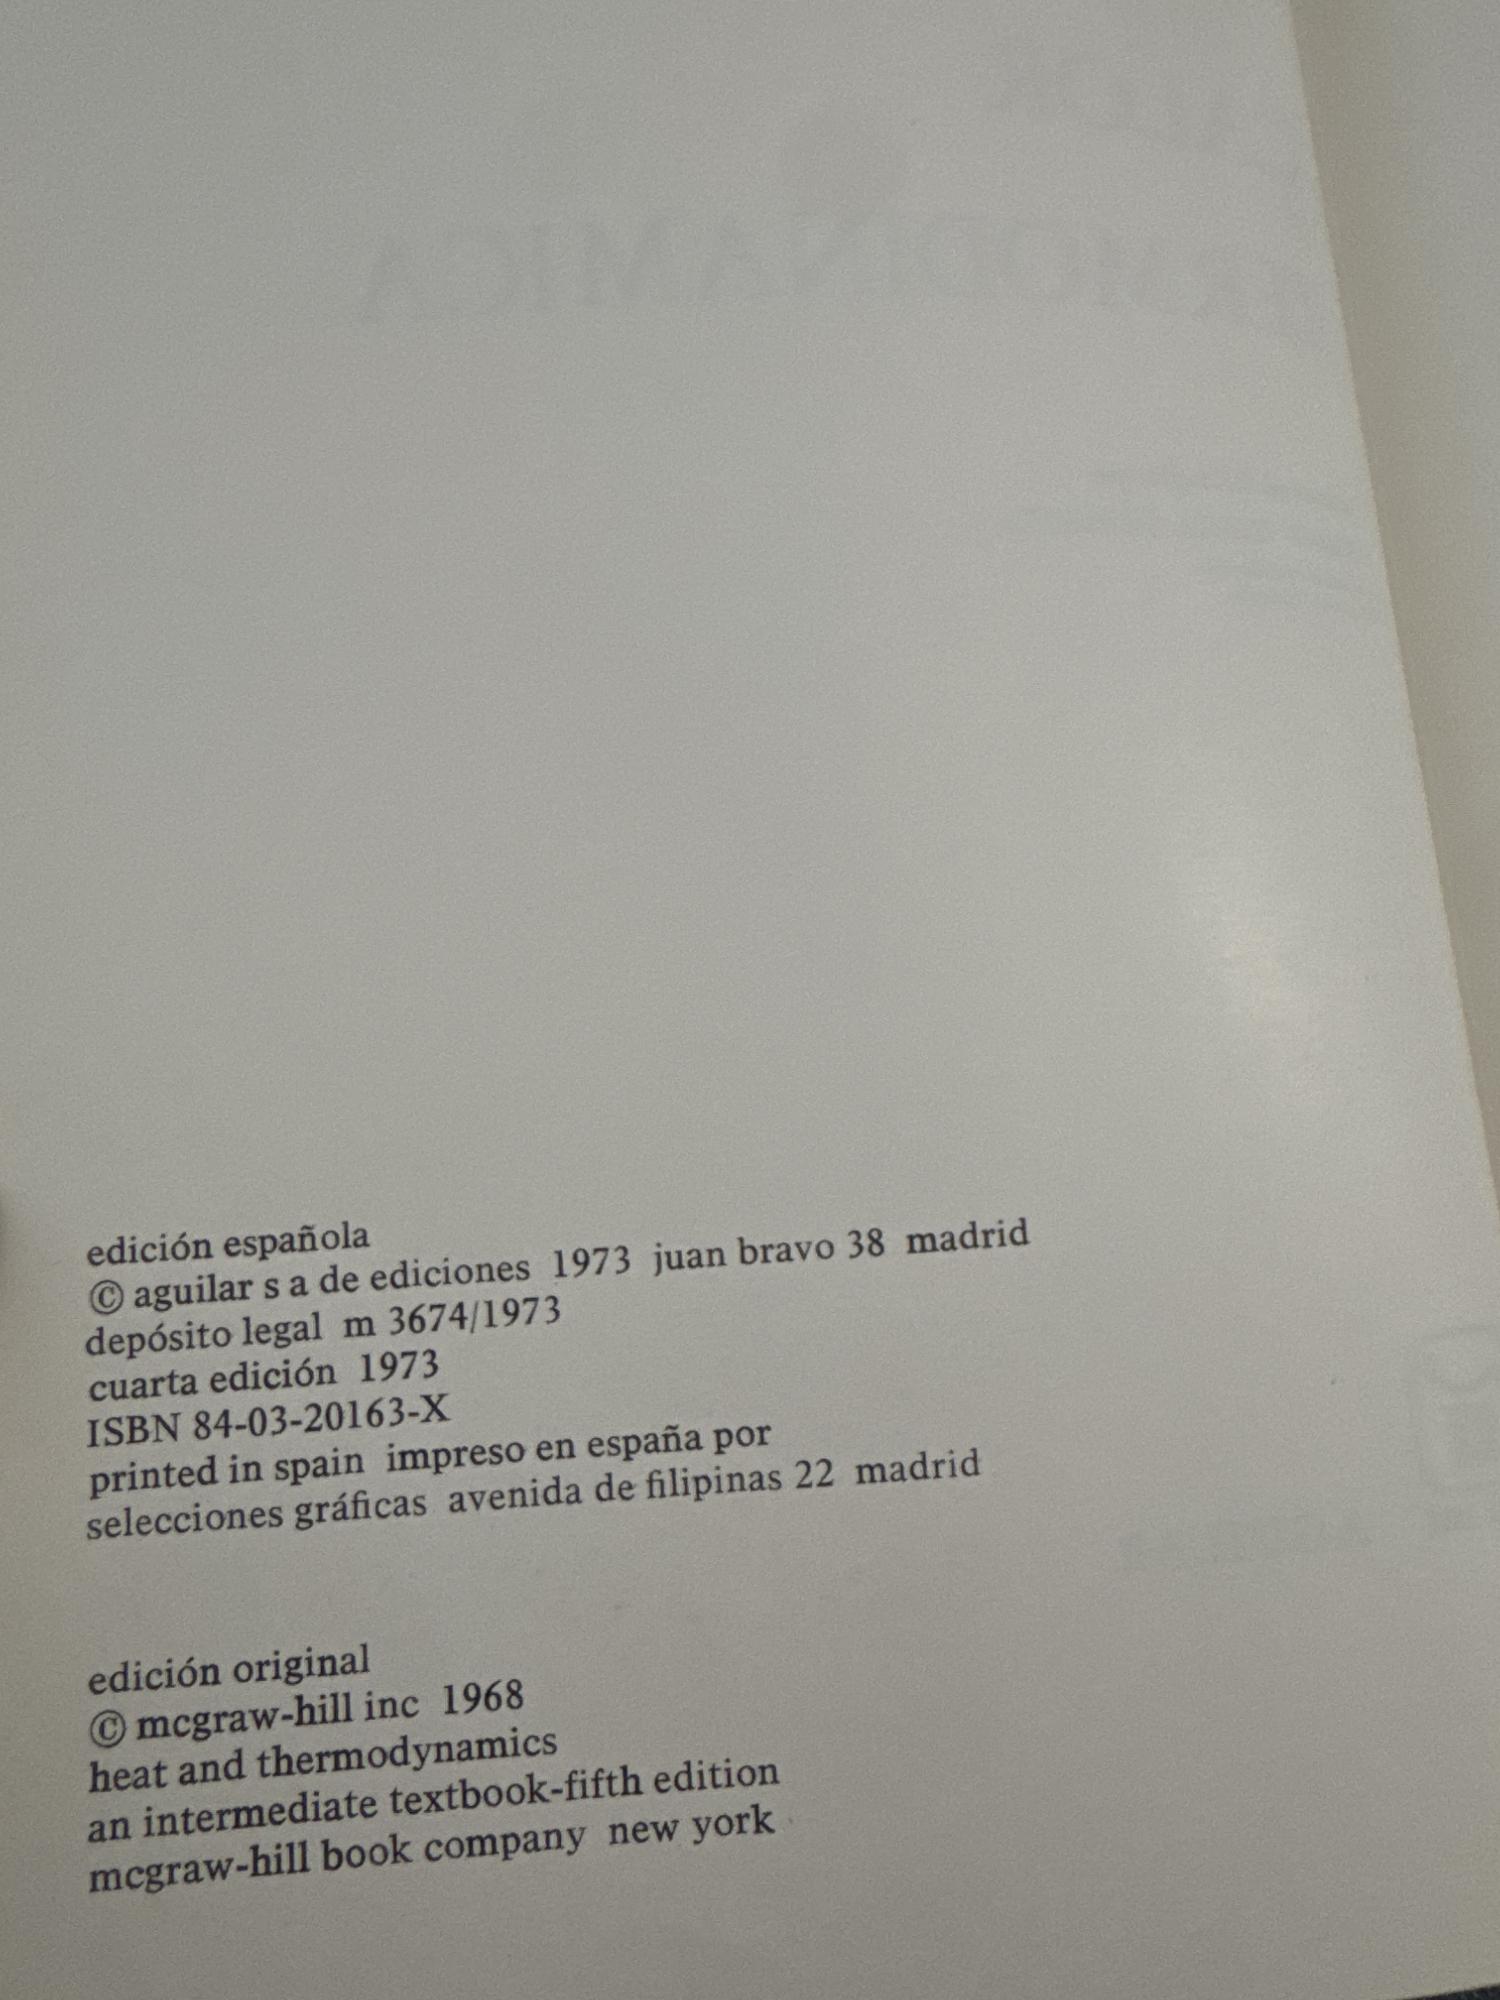 edición española
© aguilar s a de ediciones 1973 juan bravo 38 madrid
depósito legal m 3674/1973
cuarta edición 1973
ISBN 84-03-20163-X
printed in spain impreso en españa por
selecciones gráficas avenida de filipinas 22 madrid
edición original
© mcgraw-hill inc 1968
heat and thermodynamics
an intermediate textbook-fifth edition
mcgraw-hill book company new york